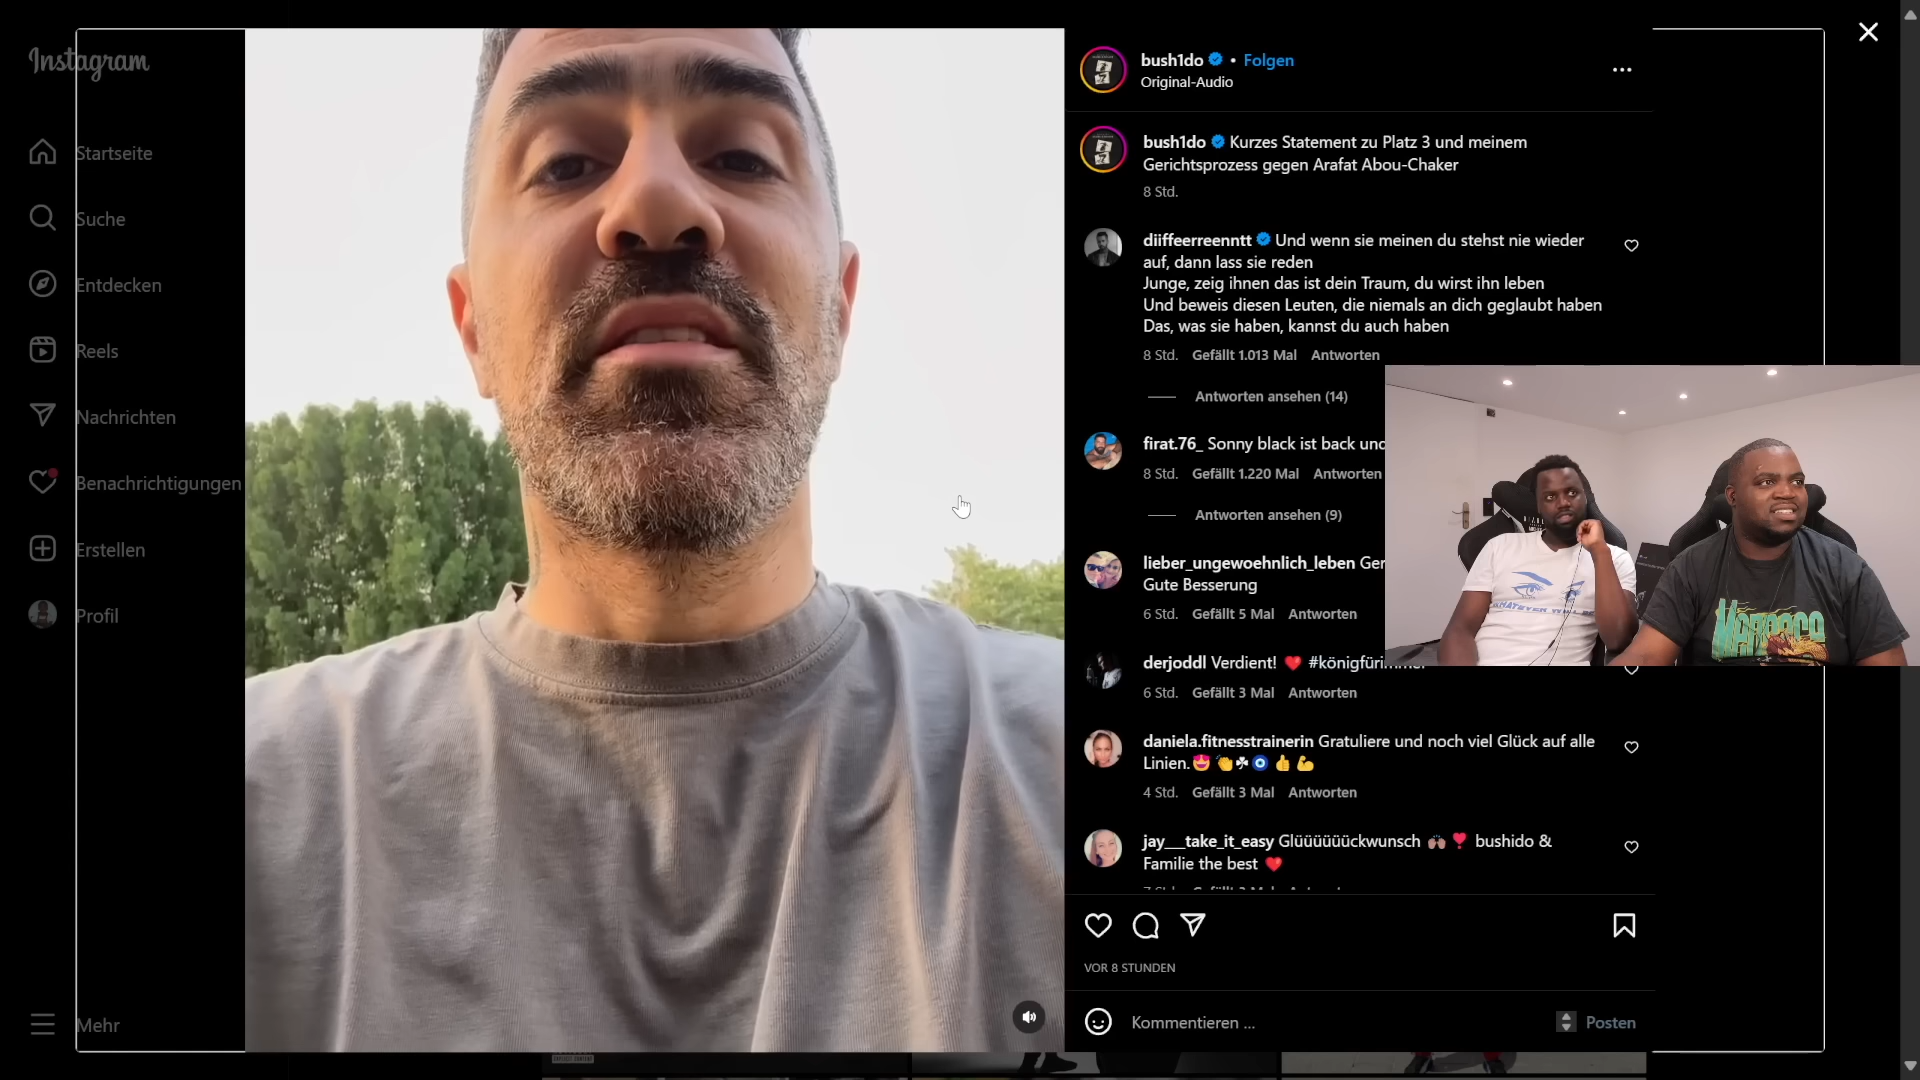 Instagram
Startseite
Suche
Entdecken
Reels
Nachrichten
Benachrichtigungen
Erstellen
Profil
Mehr
bush1do • Folgen
Original-Audio
bush1do Kurzes Statement zu Platz 3 und meinem
Gerichtsprozess gegen Arafat Abou-Chaker
8 Std.
diiffeerreenntt Und wenn sie meinen du stehst nie wieder
auf, dann lass sie reden
Junge, zeig ihnen das ist dein Traum, du wirst ihn leben
Und beweis diesen Leuten, die niemals an dich geglaubt haben
Das, was sie haben, kannst du auch haben
8 Std. Gefällt 1.013 Mal Antworten
Antworten ansehen (14)
firat.76_ Sonny black ist back und
8 Std. Gefällt 1.220 Mal Antworten
Antworten ansehen (9)
lieber_ungewoehnlich_leben
Gute Besserung
6 Std. Gefällt 5 Mal Antworten
derjoddl Verdient! ❤️ #königfürimmer
6 Std. Gefällt 3 Mal Antworten
daniela.fitnesstrainerin Gratuliere und noch viel Glück auf alle
Linien.😍👏☘🧿👍💪
4 Std. Gefällt 3 Mal Antworten
jay___take_it_easy Glüüüüüückwunsch 🙌🏾❣️ bushido &
Familie the best ❤️
VOR 8 STUNDEN
Kommentieren ...
Posten